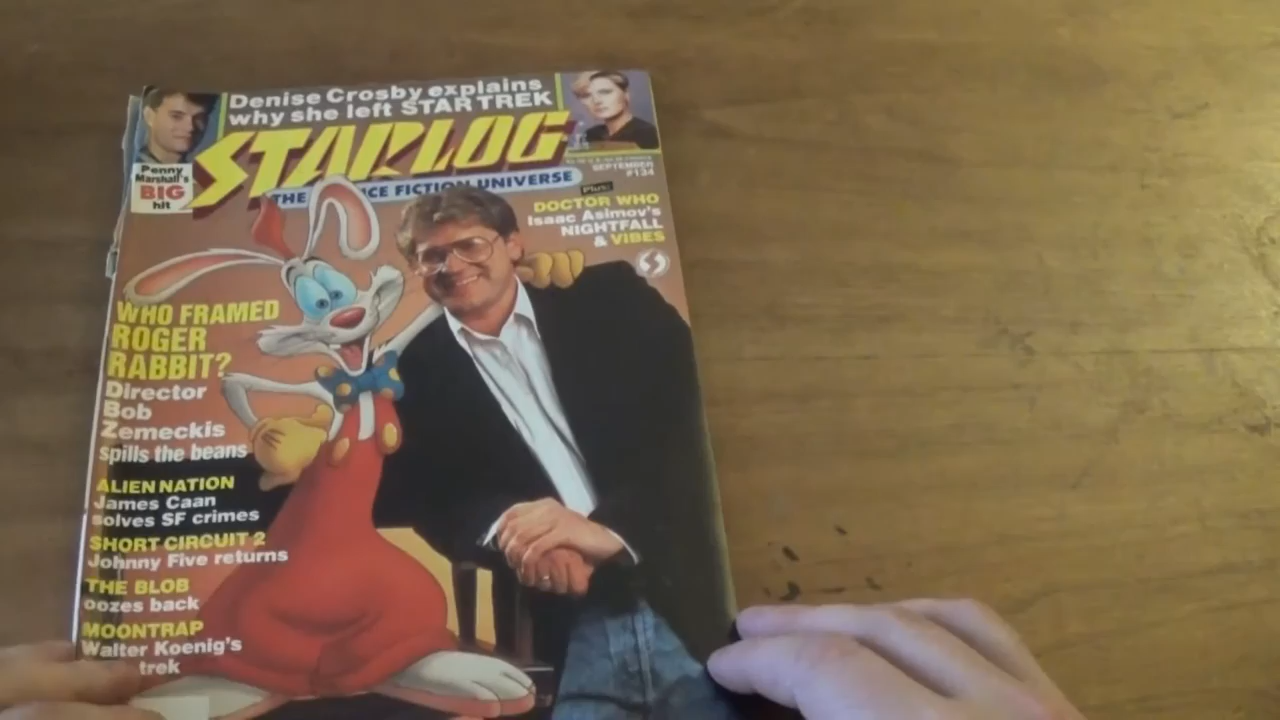 Denise Crosby explains
why she left STAR TREK
STARLOG
THE SCIENCE FICTION UNIVERSE
SEPTEMBER
#134
Penny
Marshall's
BIG
hit
Plus:
DOCTOR WHO
Isaac Asimov's
NIGHTFALL
& VIBES
WHO FRAMED
ROGER
RABBIT?
Director
Bob
Zemeckis
spills the beans
ALIEN NATION
James Caan
solves SF crimes
SHORT CIRCUIT 2
Johnny Five returns
THE BLOB
oozes back
MOONTRAP
Walter Koenig's
trek